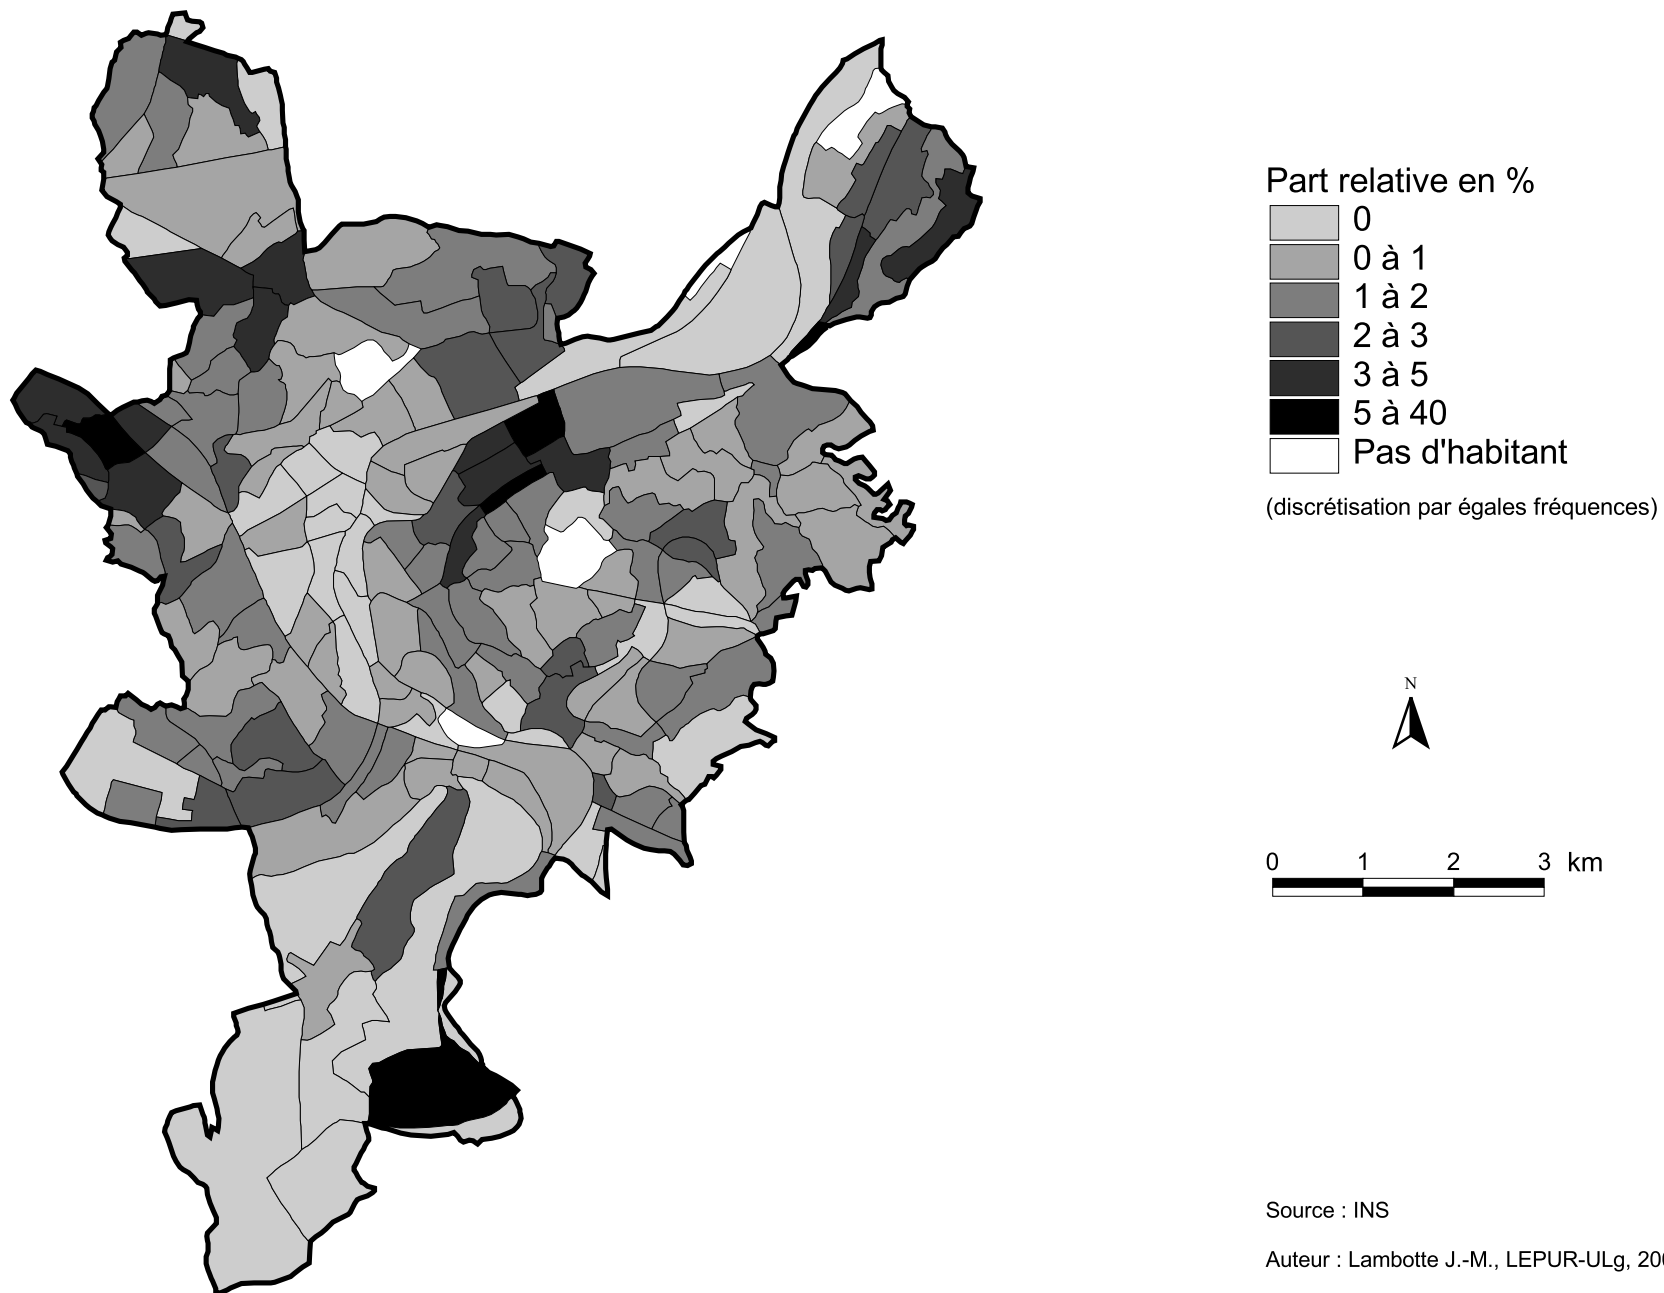 Part relative en %
0
0 à 1
1 à 2
2 à 3
3 à 5
5 à 40
Pas d'habitant
(discrétisation par égales fréquences)
N
0 1 2 3 km
Source : INS
Auteur : Lambotte J.-M., LEPUR-ULg,